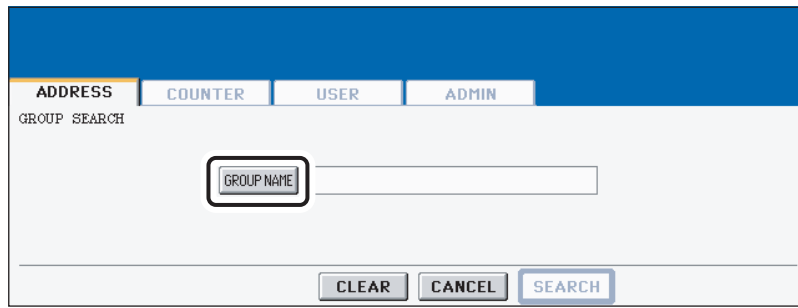 ADDRESS COUNTER USER ADMIN
GROUP SEARCH
GROUP NAME
CLEAR CANCEL SEARCH